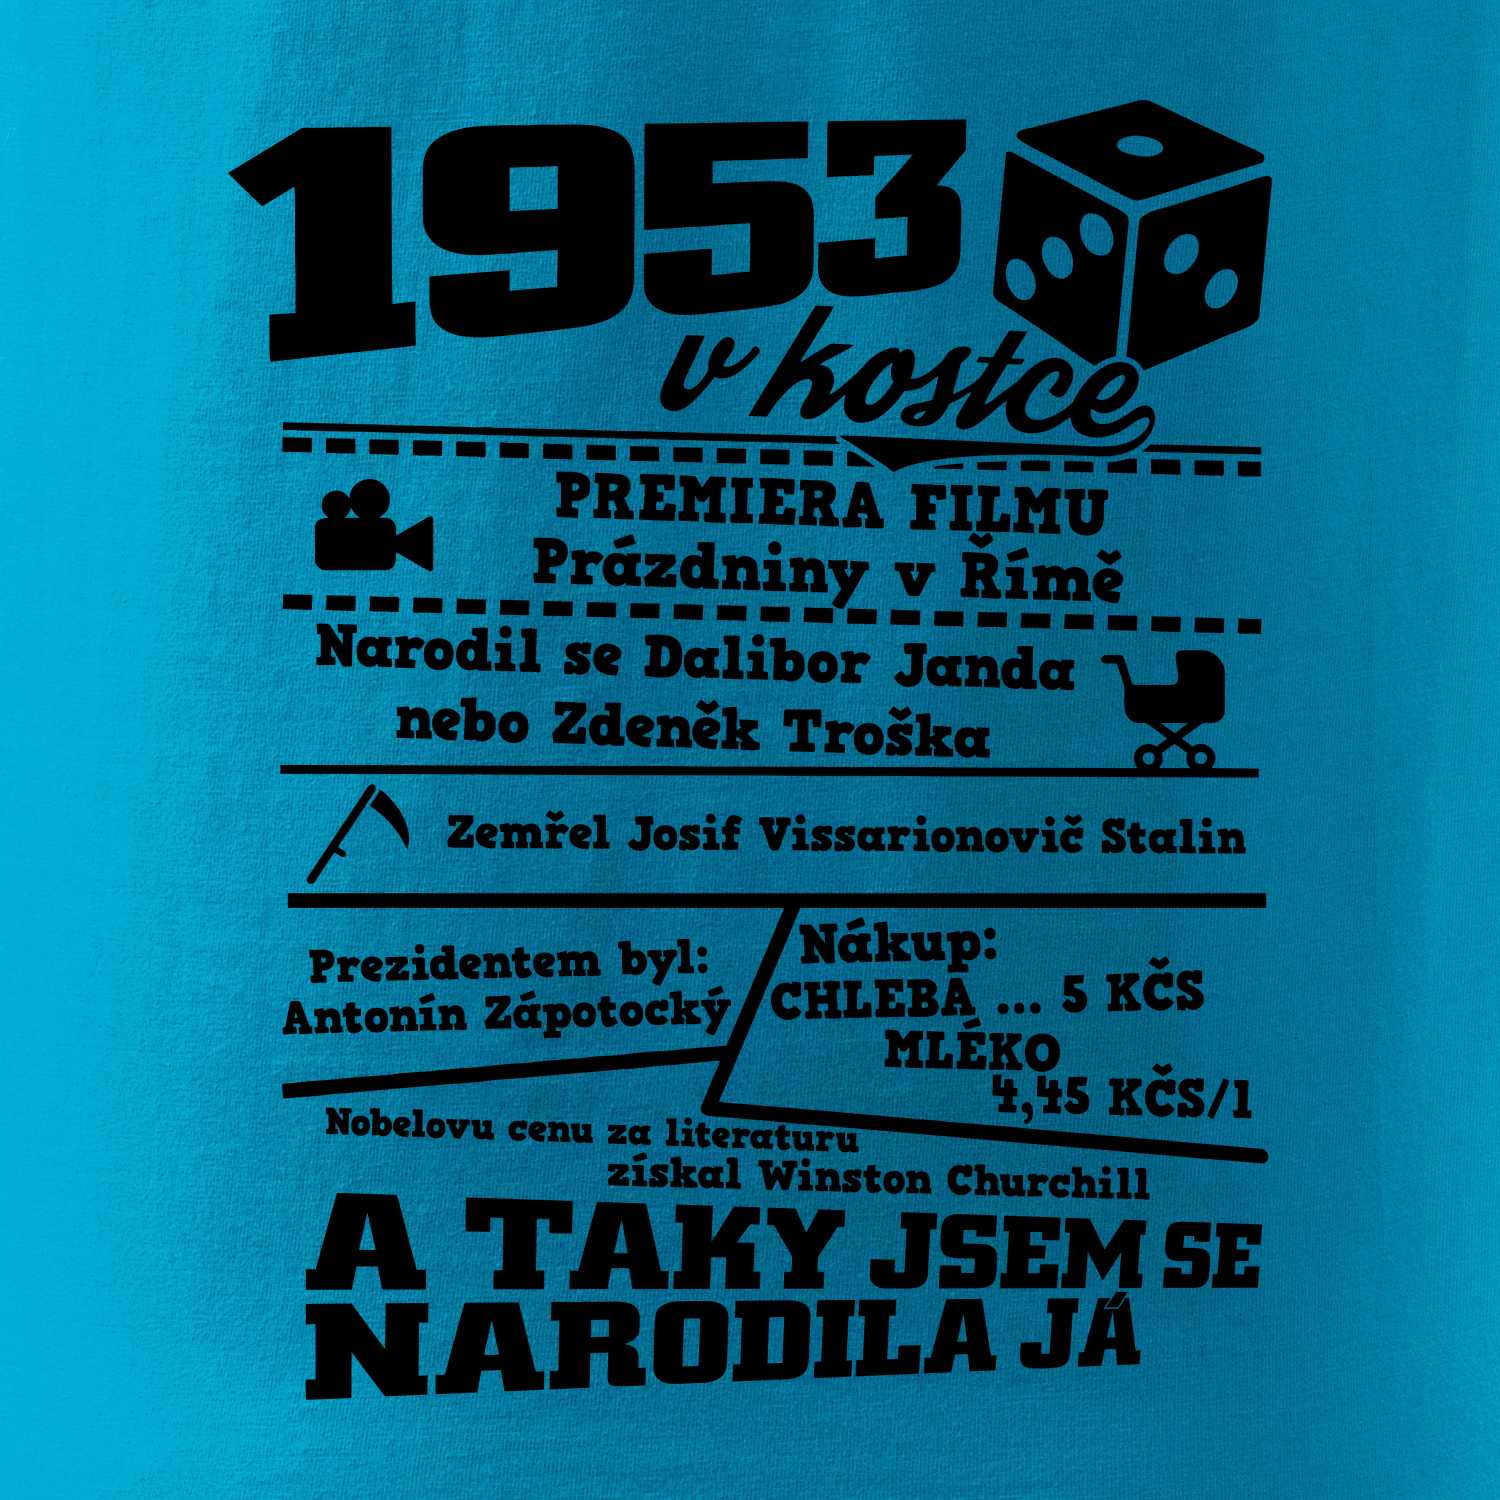 1953
v kostce
PREMIERA FILMU
Prázdniny v Římě
Narodil se Dalibor Janda
nebo Zdeněk Troška
Zemřel Josif Vissarionovič Stalin
Prezidentem byl:
Antonín Zápotocký
Nákup:
CHLEBA ... 5 KČS
MLÉKO
4,45 KČS/l
Nobelovu cenu za literaturu
získal Winston Churchill
A TAKY JSEM SE
NARODILA JÁ